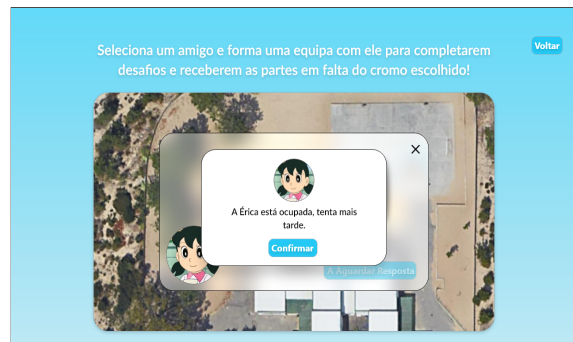 Seleciona um amigo e forma uma equipa com ele para completarem
desafios e receberem as partes em falta do cromo escolhido!
Voltar
A Érica está ocupada, tenta mais
tarde.
Confirmar
A Aguardar Resposta